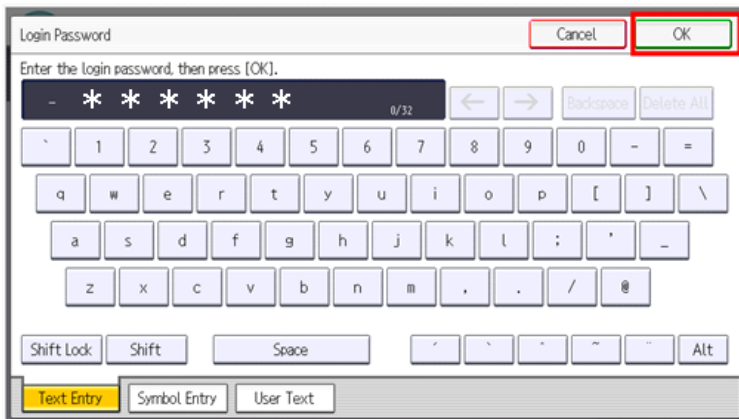 Login Password Cancel OK
Enter the login password, then press [OK].
_ ****** 0/32 ← → Backspace Delete All
` 1 2 3 4 5 6 7 8 9 0 - =
q w e r t y u i o p [ ] \
a s d f g h j k l ; ' _
z x c v b n m , . / @
Shift Lock Shift Space ´ ` ^ ~ ¨ Alt
Text Entry Symbol Entry User Text